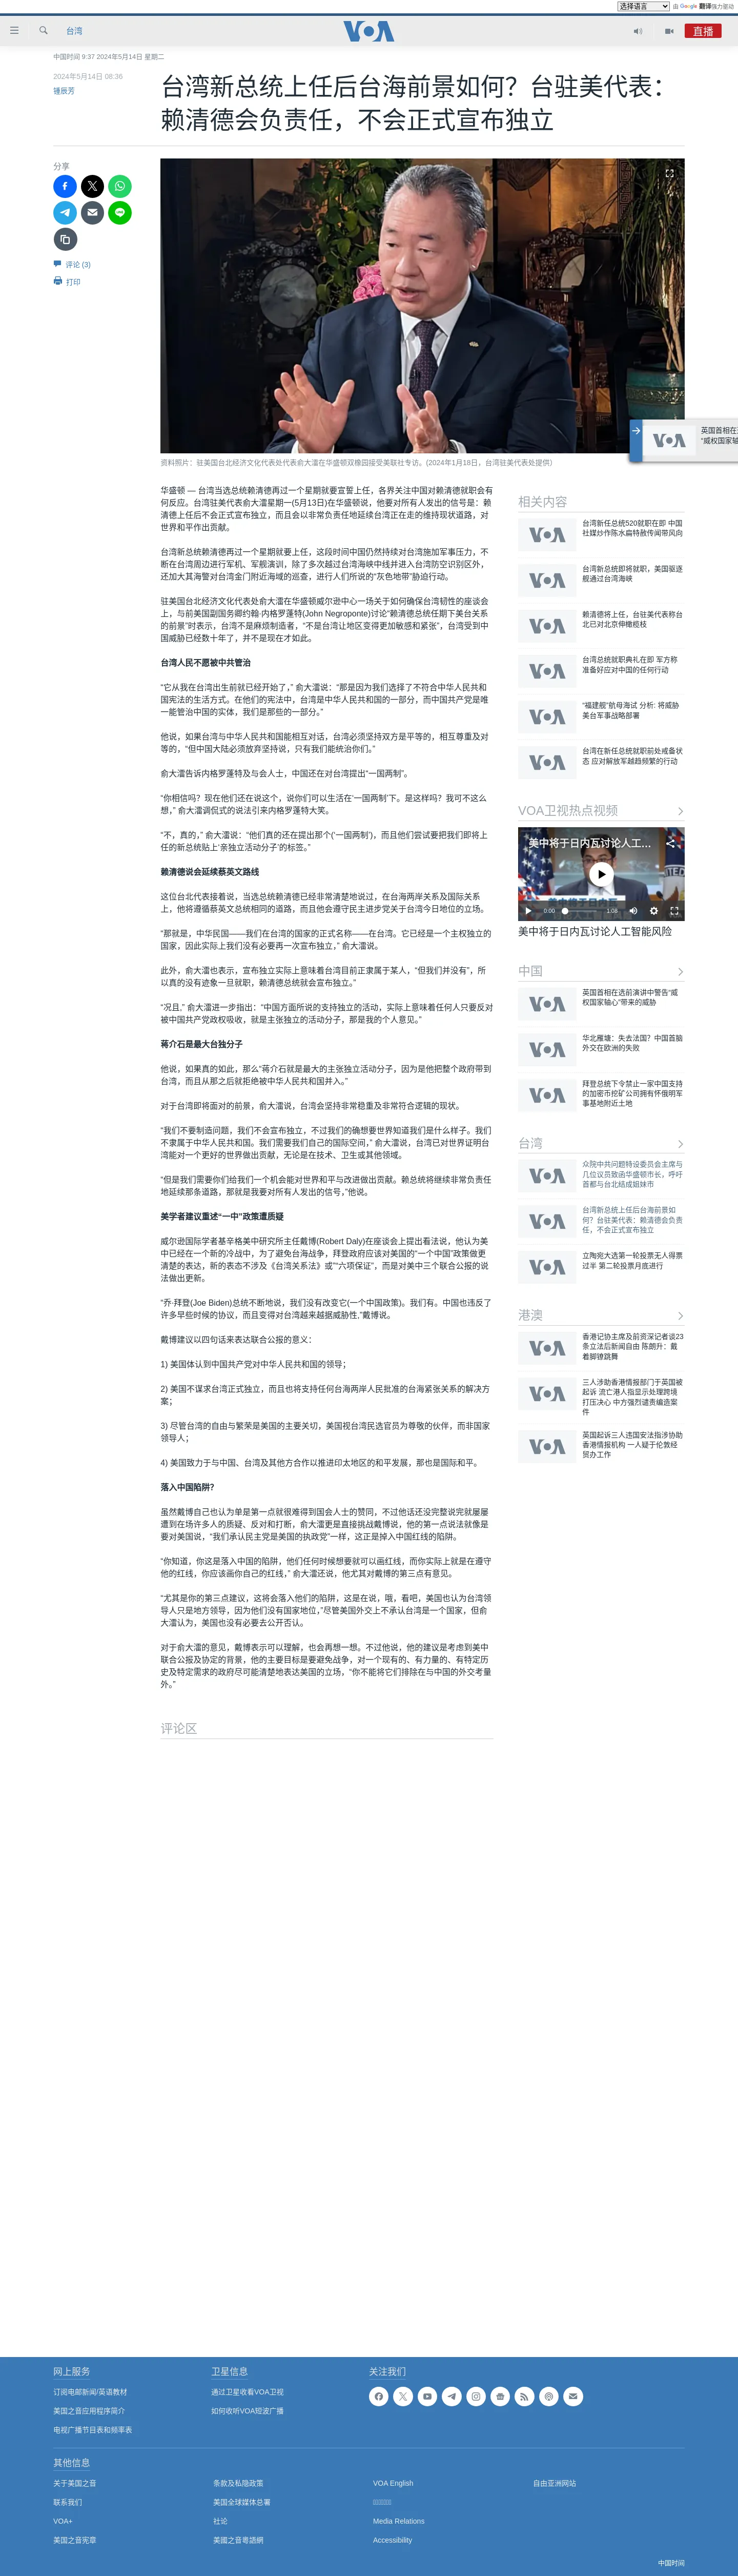 选择语言 由 Google 翻译强力驱动
台湾
VOA
直播
中国时间 9:37 2024年5月14日 星期二
2024年5月14日 08:36
锺辰芳
台湾新总统上任后台海前景如何？台驻美代表：
赖清德会负责任，不会正式宣布独立
分享
评论 (3)
打印
资料照片：驻美国台北经济文化代表处代表俞大㵢在华盛顿双橡园接受美联社专访。(2024年1月18日，台湾驻美代表处提供）
英国首相在
“威权国家轴
华盛顿 — 台湾当选总统赖清德再过一个星期就要宣誓上任，各界关注中国对赖清德就职会有
何反应。台湾驻美代表俞大㵢星期一(5月13日)在华盛顿说，他要对所有人发出的信号是：赖
清德上任后不会正式宣布独立，而且会以非常负责任地延续台湾正在走的维持现状道路，对
世界和平作出贡献。
台湾新总统赖清德再过一个星期就要上任，这段时间中国仍然持续对台湾施加军事压力，不
断在台湾周边进行军机、军舰演训，除了多次越过台湾海峡中线并进入台湾防空识别区外，
还加大其海警对台湾金门附近海域的巡查，进行人们所说的“灰色地带”胁迫行动。
驻美国台北经济文化代表处俞大㵢在华盛顿威尔逊中心一场关于如何确保台湾韧性的座谈会
上，与前美国副国务卿约翰·内格罗蓬特(John Negroponte)讨论“赖清德总统任期下美台关系
的前景”时表示，台湾不是麻烦制造者，“不是台湾让地区变得更加敏感和紧张”，台湾受到中
国威胁已经数十年了，并不是现在才如此。
台湾人民不愿被中共管治
“它从我在台湾出生前就已经开始了，” 俞大㵢说：“那是因为我们选择了不符合中华人民共和
国宪法的生活方式。在他们的宪法中，台湾是中华人民共和国的一部分，而中国共产党是唯
一能管治中国的实体，我们是那些的一部分。”
他说，如果台湾与中华人民共和国能相互对话，台湾必须坚持双方是平等的，相互尊重及对
等的，“但中国大陆必须放弃坚持说，只有我们能统治你们。”
俞大㵢告诉内格罗蓬特及与会人士，中国还在对台湾提出“一国两制”。
“你相信吗？现在他们还在说这个，说你们可以生活在‘一国两制’下。是这样吗？我可不这么
想，” 俞大㵢调侃式的说法引来内格罗蓬特大笑。
“不，真的，” 俞大㵢说：“他们真的还在提出那个(‘一国两制’)，而且他们尝试要把我们即将上
任的新总统贴上‘亲独立活动分子’的标签。”
赖清德说会延续蔡英文路线
这位台北代表接着说，当选总统赖清德已经非常清楚地说过，在台海两岸关系及国际关系
上，他将遵循蔡英文总统相同的道路，而且他会遵守民主进步党关于台湾今日地位的立场。
“那就是，中华民国——我们在台湾的国家的正式名称——在台湾。它已经是一个主权独立的
国家，因此实际上我们没有必要再一次宣布独立，” 俞大㵢说。
此外，俞大㵢也表示，宣布独立实际上意味着台湾目前正隶属于某人，“但我们并没有”，所
以真的没有迹象一旦就职，赖清德总统就会宣布独立。”
“况且，” 俞大㵢进一步指出：“中国方面所说的支持独立的活动，实际上意味着任何人只要反对
被中国共产党政权吸收，就是主张独立的活动分子，那是我的个人意见。”
蒋介石是最大台独分子
他说，如果真的如此，那么“蒋介石就是最大的主张独立活动分子，因为是他把整个政府带到
台湾，而且从那之后就拒绝被中华人民共和国并入。”
对于台湾即将面对的前景，俞大㵢说，台湾会坚持非常稳重及非常符合逻辑的现状。
“我们不要制造问题，我们不会宣布独立，不过我们的确想要世界知道我们是什么样子。我们
不隶属于中华人民共和国。我们需要我们自己的国际空间，” 俞大㵢说，台湾已对世界证明台
湾能对一个更好的世界做出贡献，无论是在技术、卫生或其他领域。
“但是我们需要你们给我们一个机会能对世界和平与改进做出贡献。赖总统将继续非常负责任
地延续那条道路，那就是我要对所有人发出的信号，”他说。
美学者建议重述“一中”政策遭质疑
威尔逊国际学者基辛格美中研究所主任戴博(Robert Daly)在座谈会上提出看法说，他认为美
中已经在一个新的冷战中，为了避免台海战争，拜登政府应该对美国的“一个中国”政策做更
清楚的表达，新的表态不涉及《台湾关系法》或”“六项保证”，而是对美中三个联合公报的说
法做出更新。
“乔·拜登(Joe Biden)总统不断地说，我们没有改变它(一个中国政策)。我们有。中国也违反了
许多早些时候的协议，而且变得对台湾越来越据威胁性，”戴博说。
戴博建议以四句话来表达联合公报的意义：
1) 美国体认到中国共产党对中华人民共和国的领导；
2) 美国不谋求台湾正式独立，而且也将支持任何台海两岸人民批准的台海紧张关系的解决方
案；
3) 尽管台湾的自由与繁荣是美国的主要关切，美国视台湾民选官员为尊敬的伙伴，而非国家
领导人；
4) 美国致力于与中国、台湾及其他方合作以推进印太地区的和平发展，那也是国际和平。
落入中国陷阱？
虽然戴博自己也认为单是第一点就很难得到国会人士的赞同，不过他话还没完整说完就屡屡
遭到在场许多人的质疑、反对和打断，俞大㵢更是直接挑战戴博说，他的第一点说法就像是
要对美国说，“我们承认民主党是美国的执政党”一样，这正是掉入中国红线的陷阱。
“你知道，你这是落入中国的陷阱，他们任何时候想要就可以画红线，而你实际上就是在遵守
他的红线，你应该画你自己的红线，” 俞大㵢还说，他尤其对戴博的第三点有意见。
“尤其是你的第三点建议，这将会落入他们的陷阱，这是在说，哦，看吧，美国也认为台湾领
导人只是地方领导，因为他们没有国家地位，”尽管美国外交上不承认台湾是一个国家，但俞
大㵢认为，美国也没有必要去公开否认。
对于俞大㵢的意见，戴博表示可以理解，也会再想一想。不过他说，他的建议是考虑到美中
联合公报及协定的背景，他的主要目标是要避免战争，对一个现有的、有力量的、有特定历
史及特定需求的政府尽可能清楚地表达美国的立场，“你不能将它们排除在与中国的外交考量
外。”
评论区
相关内容
台湾新任总统520就职在即 中国
社媒炒作陈水扁特赦传闻带风向
台湾新总统即将就职，美国驱逐
舰通过台湾海峡
赖清德将上任，台驻美代表称台
北已对北京伸橄榄枝
台湾总统就职典礼在即 军方称
准备好应对中国的任何行动
“福建舰”航母海试 分析: 将威胁
美台军事战略部署
台湾在新任总统就职前处戒备状
态 应对解放军越趋频繁的行动
VOA卫视热点视频
美中将于日内瓦讨论人工...
0:00 1:08
美中将于日内瓦讨论人工智能风险
中国
英国首相在选前演讲中警告“威
权国家轴心”带来的威胁
华北雁塘：失去法国？中国首脑
外交在欧洲的失败
拜登总统下令禁止一家中国支持
的加密币挖矿公司拥有怀俄明军
事基地附近土地
台湾
众院中共问题特设委员会主席与
几位议员致函华盛顿市长，呼吁
首都与台北结成姐妹市
台湾新总统上任后台海前景如
何？台驻美代表：赖清德会负责
任，不会正式宣布独立
立陶宛大选第一轮投票无人得票
过半 第二轮投票月底进行
港澳
香港记协主席及前资深记者谈23
条立法后新闻自由 陈朗升：戴
着脚镣跳舞
三人涉助香港情报部门于英国被
起诉 流亡港人指显示处理跨境
打压决心 中方强烈谴责编造案
件
英国起诉三人违国安法指涉协助
香港情报机构 一人疑于伦敦经
贸办工作
网上服务
订阅电邮新闻/英语教材
美国之音应用程序简介
电视广播节目表和频率表
卫星信息
通过卫星收看VOA卫视
如何收听VOA短波广播
关注我们
其他信息
关于美国之音
联系我们
VOA+
美国之音宪章
条款及私隐政策
美国全球媒体总署
社论
美國之音粵語網
VOA English
Media Relations
Accessibility
自由亚洲网站
中国时间